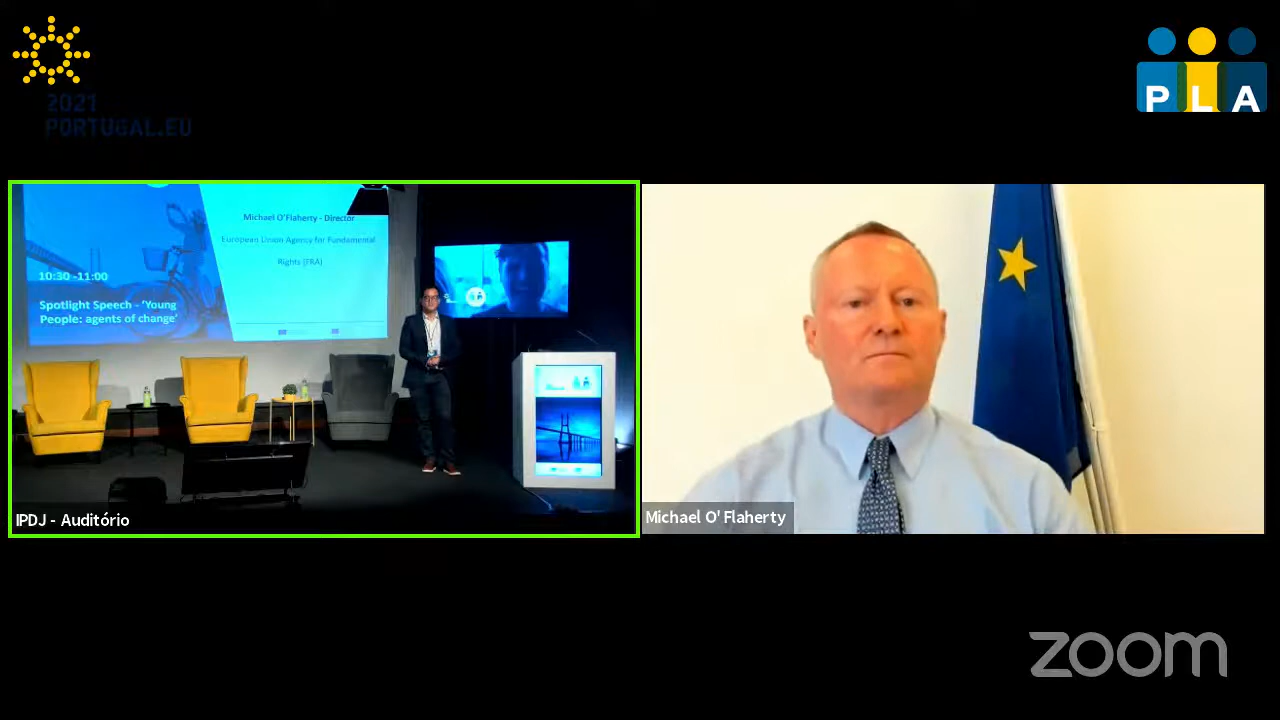 2021
PORTUGAL.EU
P L A
Michael O'Flaherty - Director
European Union Agency for Fundamental
Rights (FRA)
10:30 -11:00
Spotlight Speech - 'Young
People: agents of change'
IPDJ - Auditório
Michael O' Flaherty
zoom